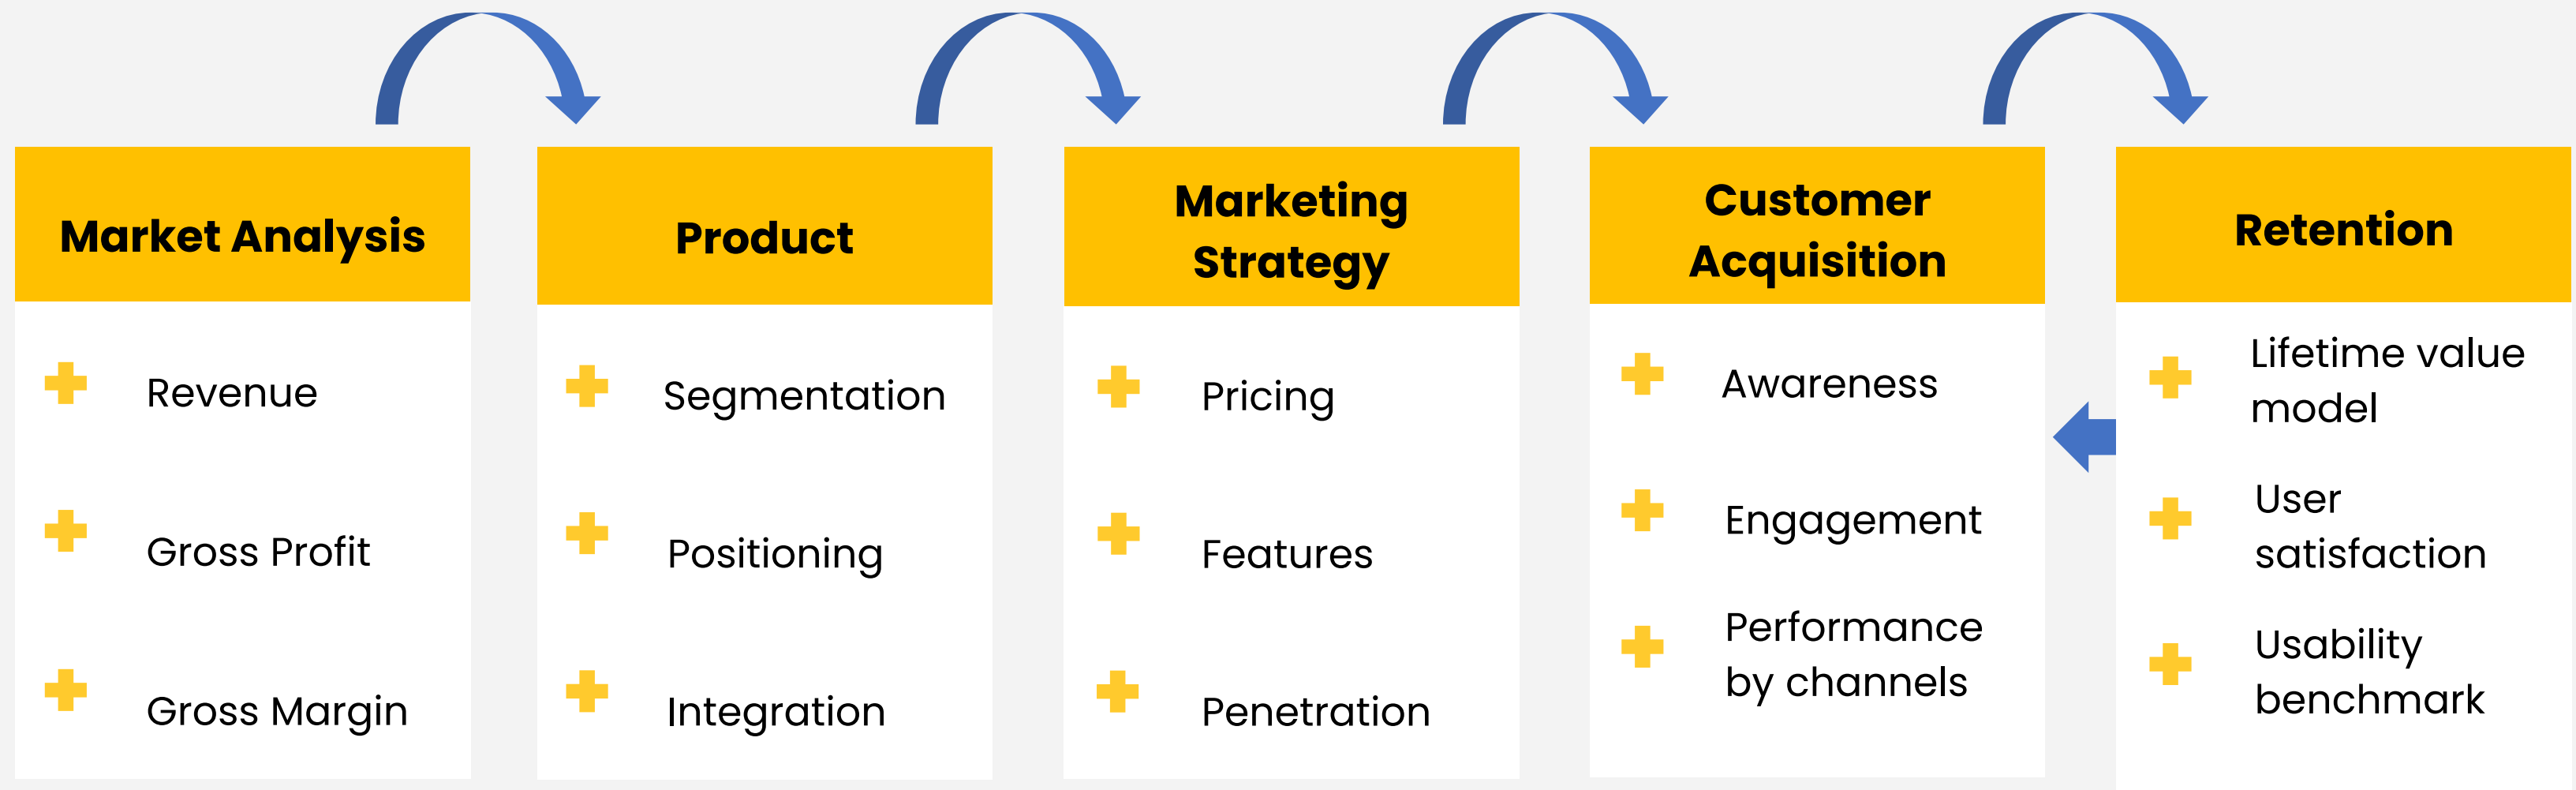 Market Analysis
Revenue
Gross Profit
Gross Margin
Product
Segmentation
Positioning
Integration
Marketing
Strategy
Pricing
Features
Penetration
Customer
Acquisition
Awareness
Engagement
Performance
by channels
Retention
Lifetime value
model
User
satisfaction
Usability
benchmark